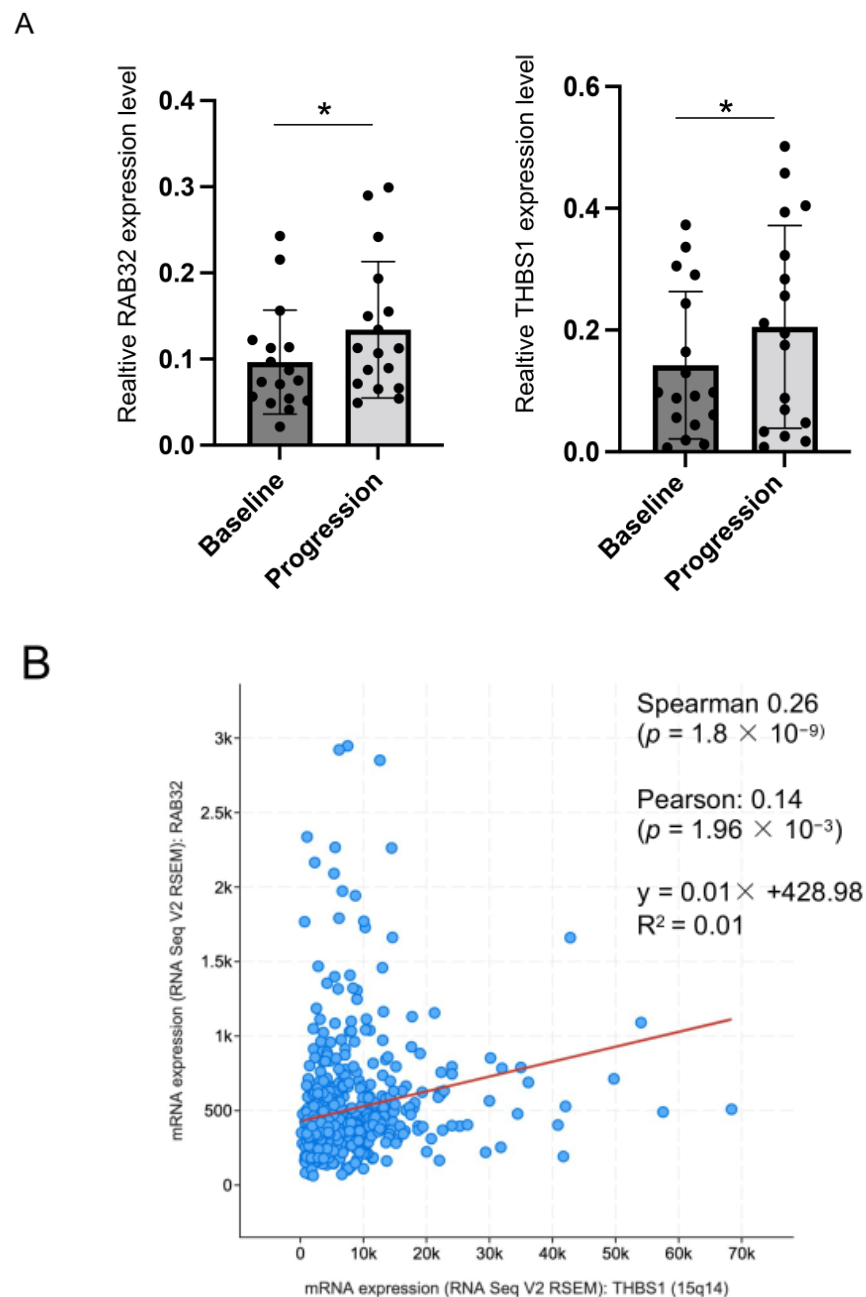 A
Realtive RAB32 expression level
0.4
0.3
0.2
0.1
0.0
*
Baseline
Progression
Realtive THBS1 expression level
0.6
0.4
0.2
0.0
*
Baseline
Progression
B
mRNA expression (RNA Seq V2 RSEM): RAB32
3k
2.5k
2k
1.5k
1k
500
0
Spearman 0.26
(p = 1.8 × 10⁻⁹⁾
Pearson: 0.14
(p = 1.96 × 10⁻³)
y = 0.01× +428.98
R² = 0.01
0 10k 20k 30k 40k 50k 60k 70k
mRNA expression (RNA Seq V2 RSEM): THBS1 (15q14)